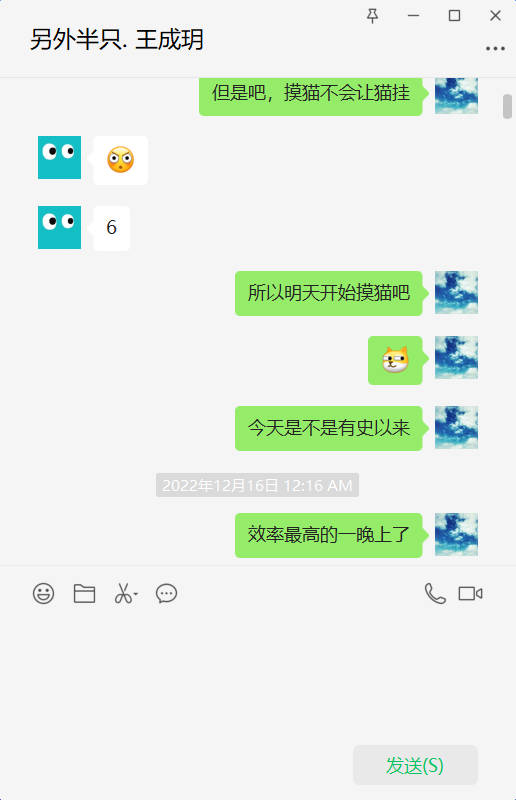 另外半只. 王成玥
但是吧，摸猫不会让猫挂
6
所以明天开始摸猫吧
今天是不是有史以来
2022年12月16日 12:16 AM
效率最高的一晚上了
发送(S)